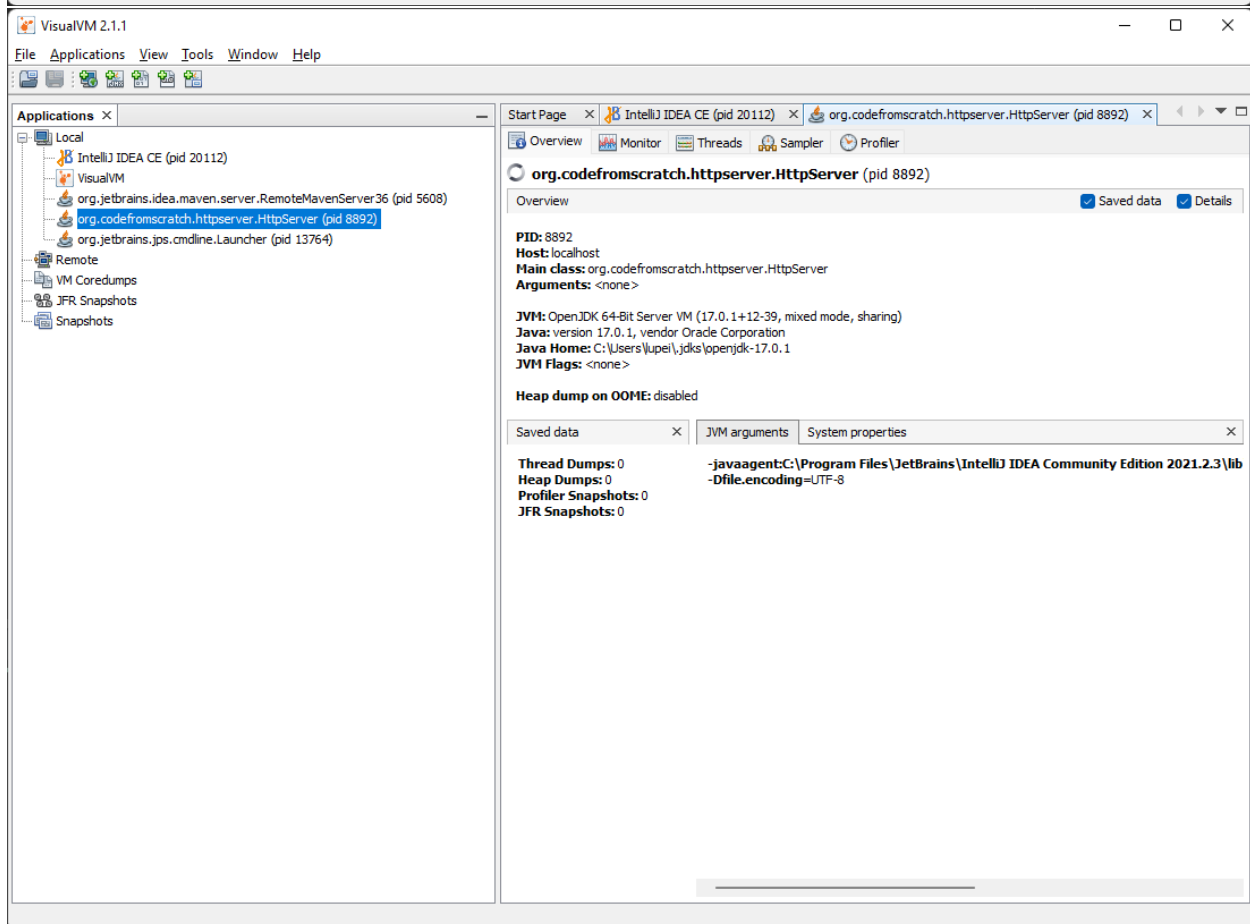 VisualVM 2.1.1
File Applications View Tools Window Help
Applications
Local
IntelliJ IDEA CE (pid 20112)
VisualVM
org.jetbrains.idea.maven.server.RemoteMavenServer36 (pid 5608)
org.codefromscratch.httpserver.HttpServer (pid 8892)
org.jetbrains.jps.cmdline.Launcher (pid 13764)
Remote
VM Coredumps
JFR Snapshots
Snapshots
Start Page IntelliJ IDEA CE (pid 20112) org.codefromscratch.httpserver.HttpServer (pid 8892)
Overview Monitor Threads Sampler Profiler
org.codefromscratch.httpserver.HttpServer (pid 8892)
Overview Saved data Details
PID: 8892
Host: localhost
Main class: org.codefromscratch.httpserver.HttpServer
Arguments: <none>
JVM: OpenJDK 64-Bit Server VM (17.0.1+12-39, mixed mode, sharing)
Java: version 17.0.1, vendor Oracle Corporation
Java Home: C:\Users\lupei\.jdks\openjdk-17.0.1
JVM Flags: <none>
Heap dump on OOME: disabled
Saved data
Thread Dumps: 0
Heap Dumps: 0
Profiler Snapshots: 0
JFR Snapshots: 0
JVM arguments System properties
-javaagent:C:\Program Files\JetBrains\IntelliJ IDEA Community Edition 2021.2.3\lib
-Dfile.encoding=UTF-8